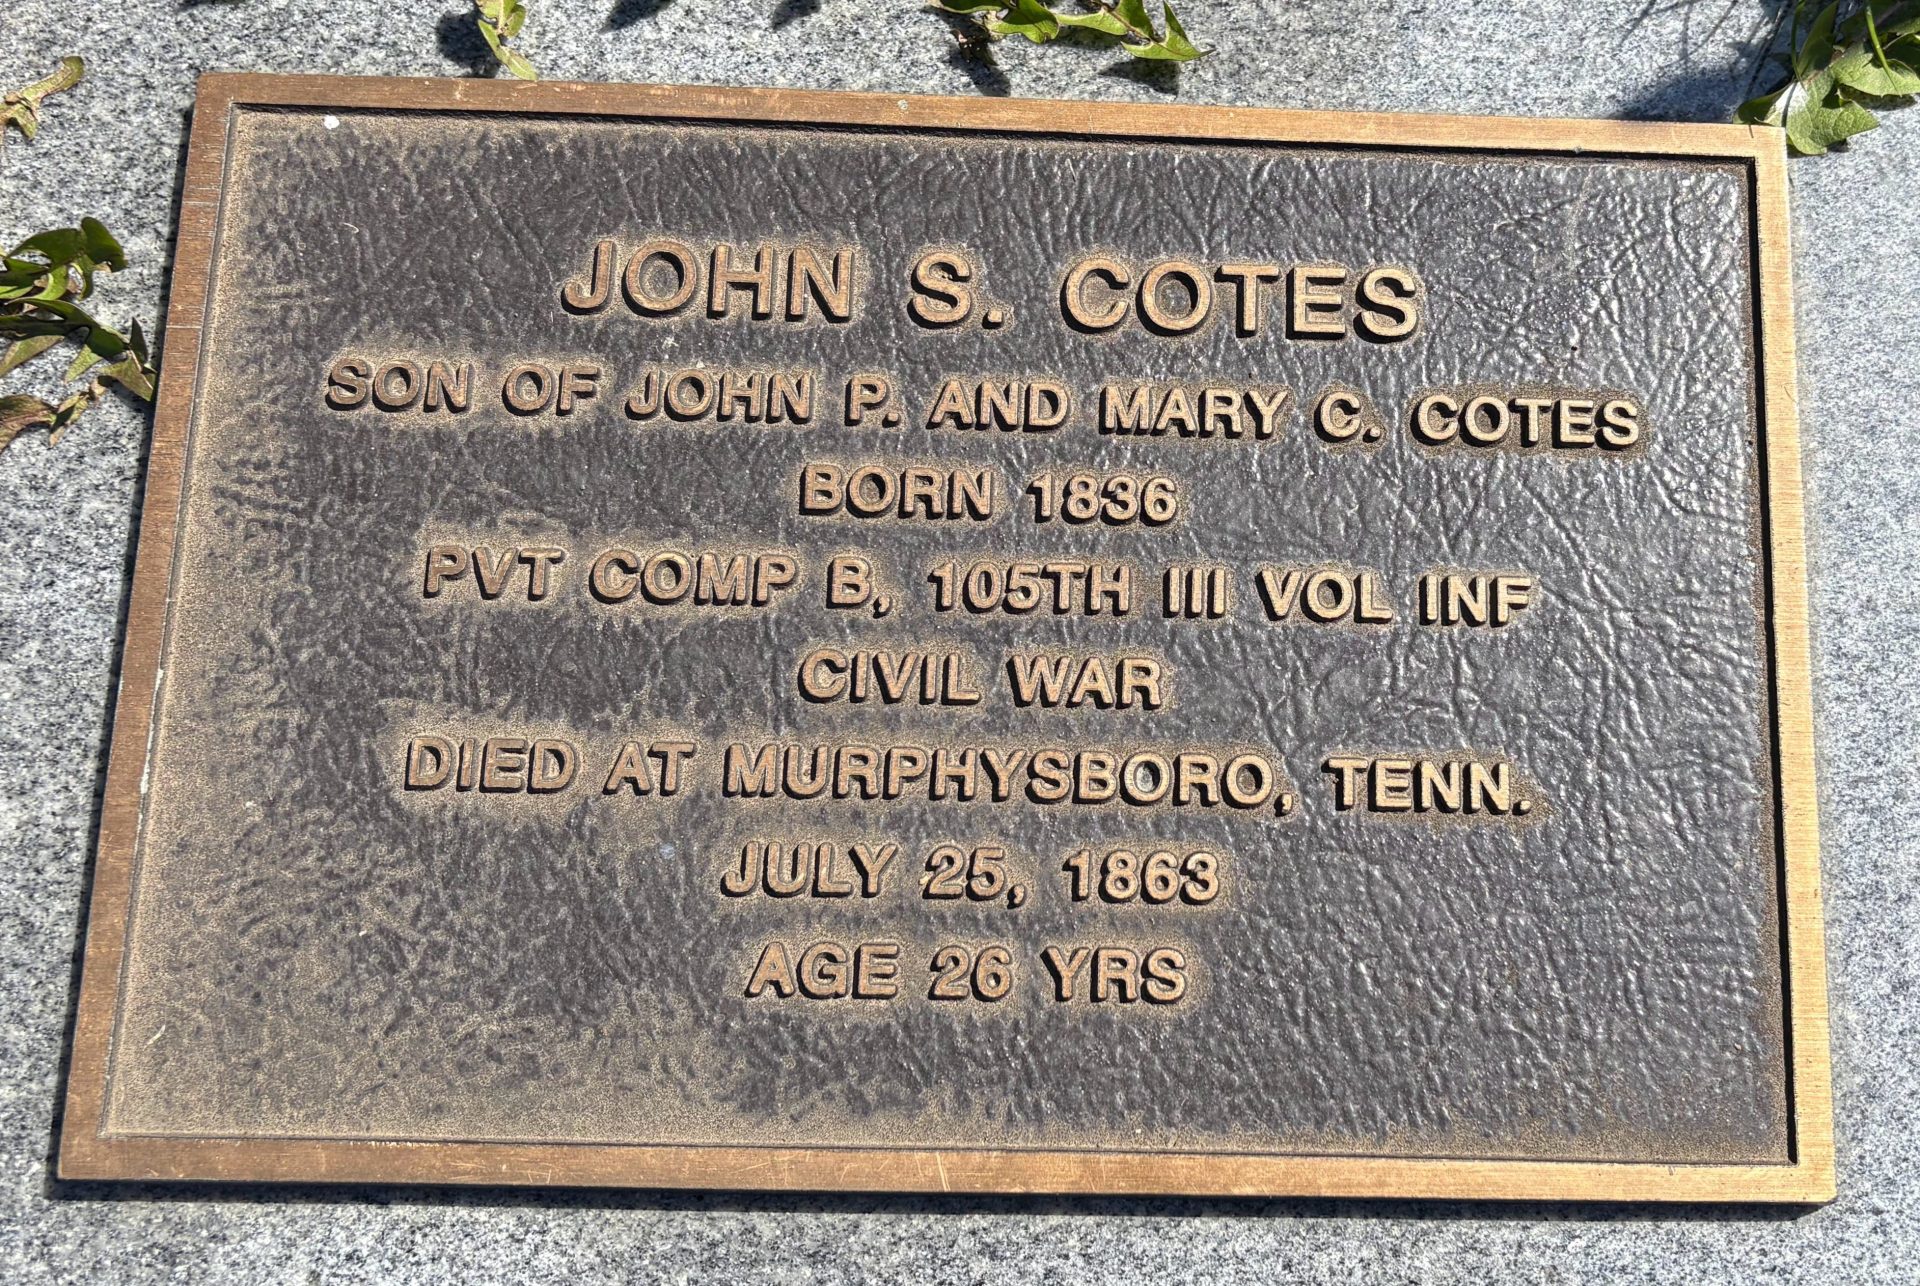 JOHN S. COTES
SON OF JOHN P. AND MARY C. COTES
BORN 1836
PVT COMP B, 105TH III VOL INF
CIVIL WAR
DIED AT MURPHYSBORO, TENN.
JULY 25, 1863
AGE 26 YRS